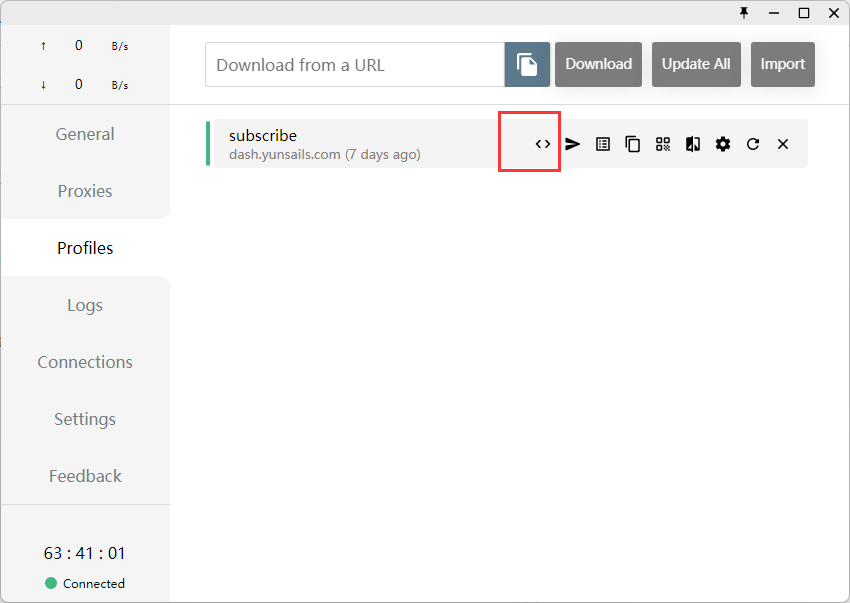 ↑ 0 B/s
↓ 0 B/s
General
Proxies
Profiles
Logs
Connections
Settings
Feedback
63 : 41 : 01
Connected
Download from a URL
Download
Update All
Import
subscribe
dash.yunsails.com (7 days ago)